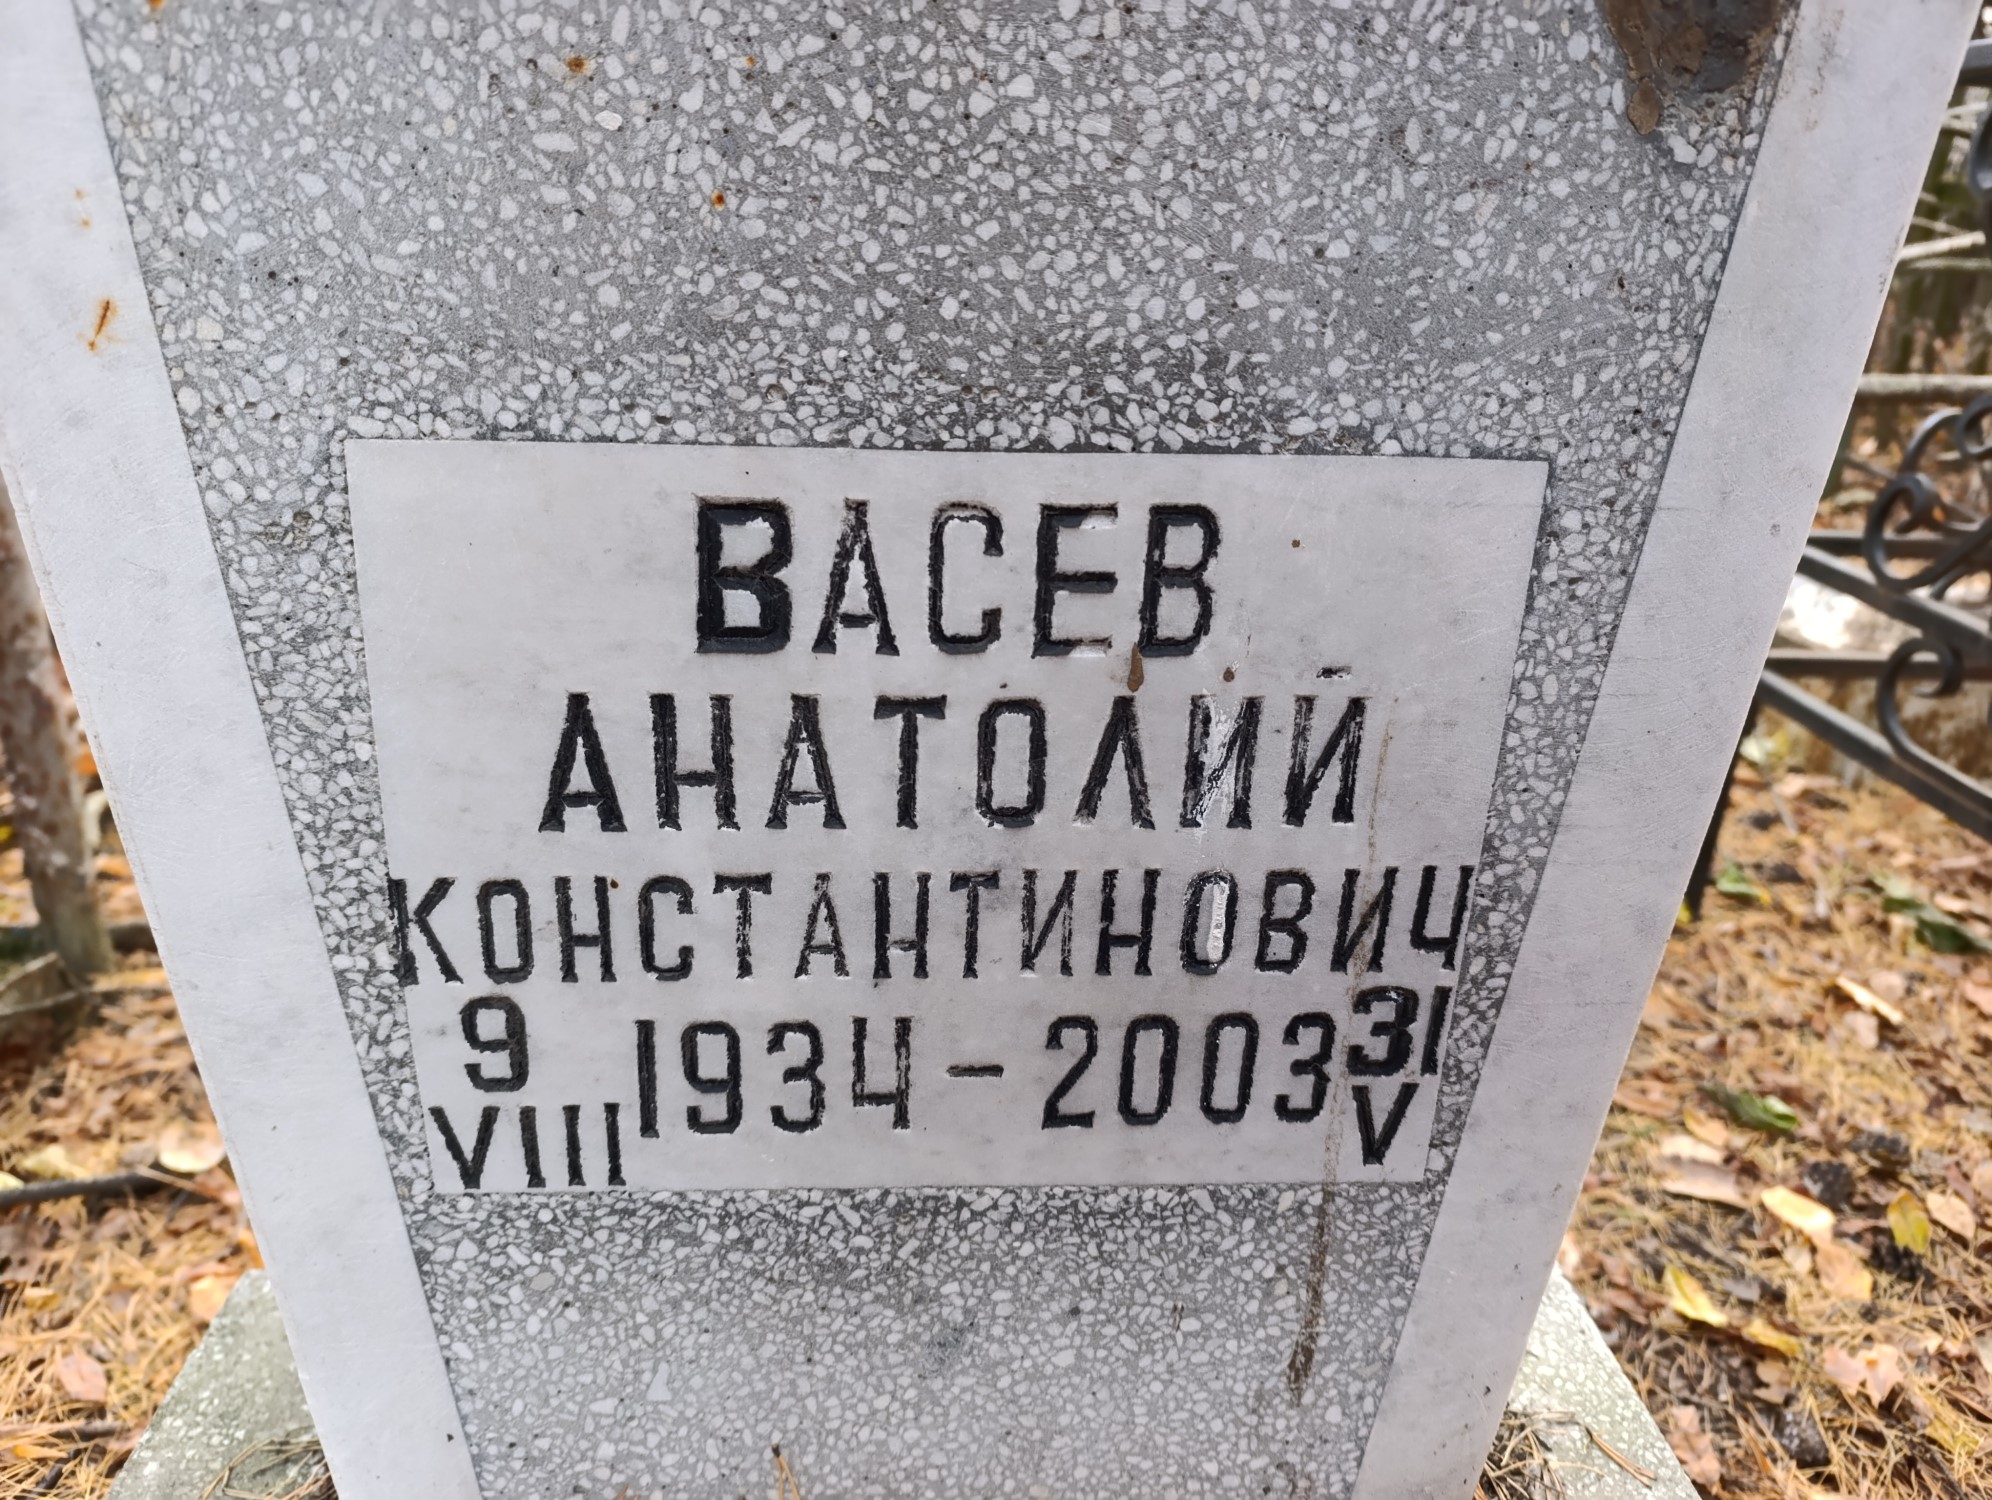 ВАСЕВ
АНАТОЛИЙ
КОНСТАНТИНОВИЧ
9 VIII 1934 – 2003 31 V